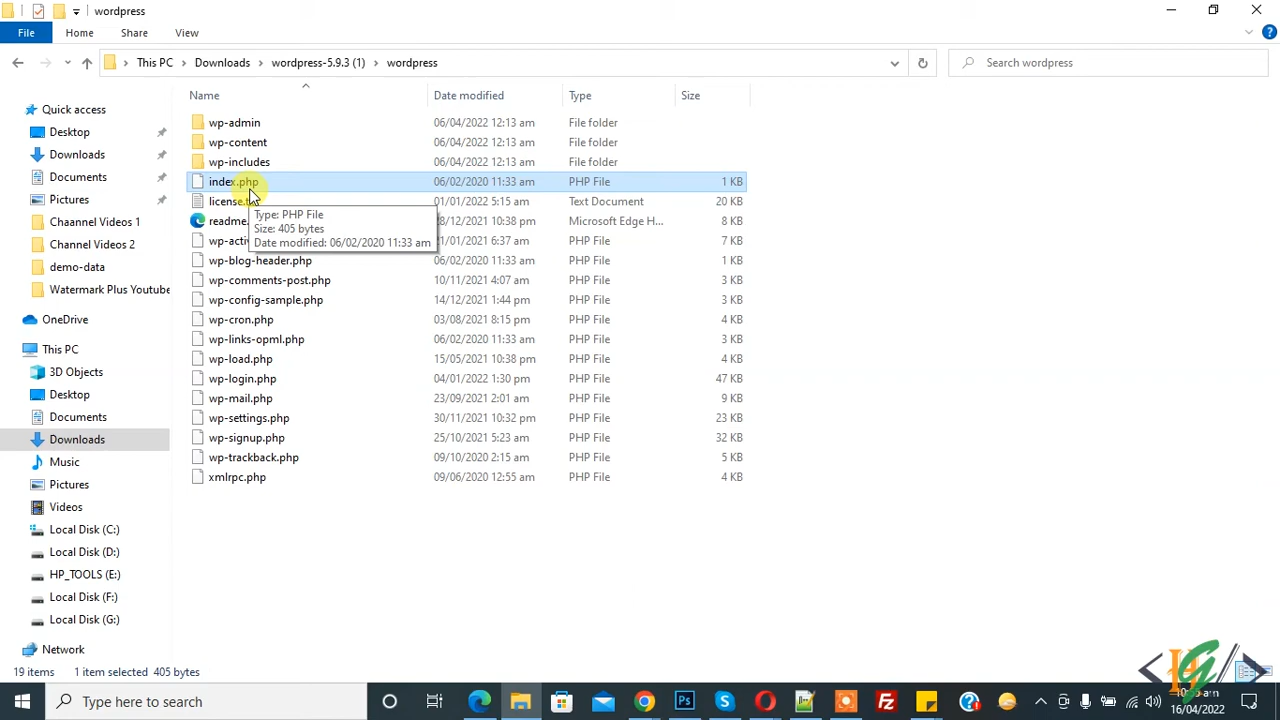 wordpress
File Home Share View
This PC Downloads wordpress-5.9.3 (1) wordpress Search wordpress
Name Date modified Type Size
Quick access
Desktop
Downloads
Documents
Pictures
Chaannel Videos 1
Channel Videos 2
demo-data
Watermark Plus Youtube
OneDrive
This PC
3D Objects
Desktop
Documents
Downloads
Music
Pictures
Videos
Local Disk (C:)
Local Disk (D:)
HP_TOOLS (E:)
Local Disk (F:)
Local Disk (G:)
Network
wp-admin 06/04/2022 12:13 am File folder
wp-content 06/04/2022 12:13 am File folder
wp-includes 06/04/2022 12:13 am File folder
index.php 06/02/2020 11:33 am PHP File 1 KB
license.t 01/01/2022 5:15 am Text Document 20 KB
readme. 8/12/2021 10:38 pm Microsoft Edge H... 8 KB
wp-acti 21/01/2021 6:37 am PHP File 7 KB
Type: PHP File
Size: 405 bytes
Date modified: 06/02/2020 11:33 am
wp-blog-header.php 06/02/2020 11:33 am PHP File 1 KB
wp-comments-post.php 10/11/2021 4:07 am PHP File 3 KB
wp-config-sample.php 14/12/2021 1:44 pm PHP File 3 KB
wp-cron.php 03/08/2021 8:15 pm PHP File 4 KB
wp-links-opml.php 06/02/2020 11:33 am PHP File 3 KB
wp-load.php 15/05/2021 10:38 pm PHP File 4 KB
wp-login.php 04/01/2022 1:30 pm PHP File 47 KB
wp-mail.php 23/09/2021 2:01 am PHP File 9 KB
wp-settings.php 30/11/2021 10:32 pm PHP File 23 KB
wp-signup.php 25/10/2021 5:23 am PHP File 32 KB
wp-trackback.php 09/10/2020 2:15 am PHP File 5 KB
xmlrpc.php 09/06/2020 12:55 am PHP File 4 KB
19 items 1 item selected 405 bytes
Type here to search
16/04/2022